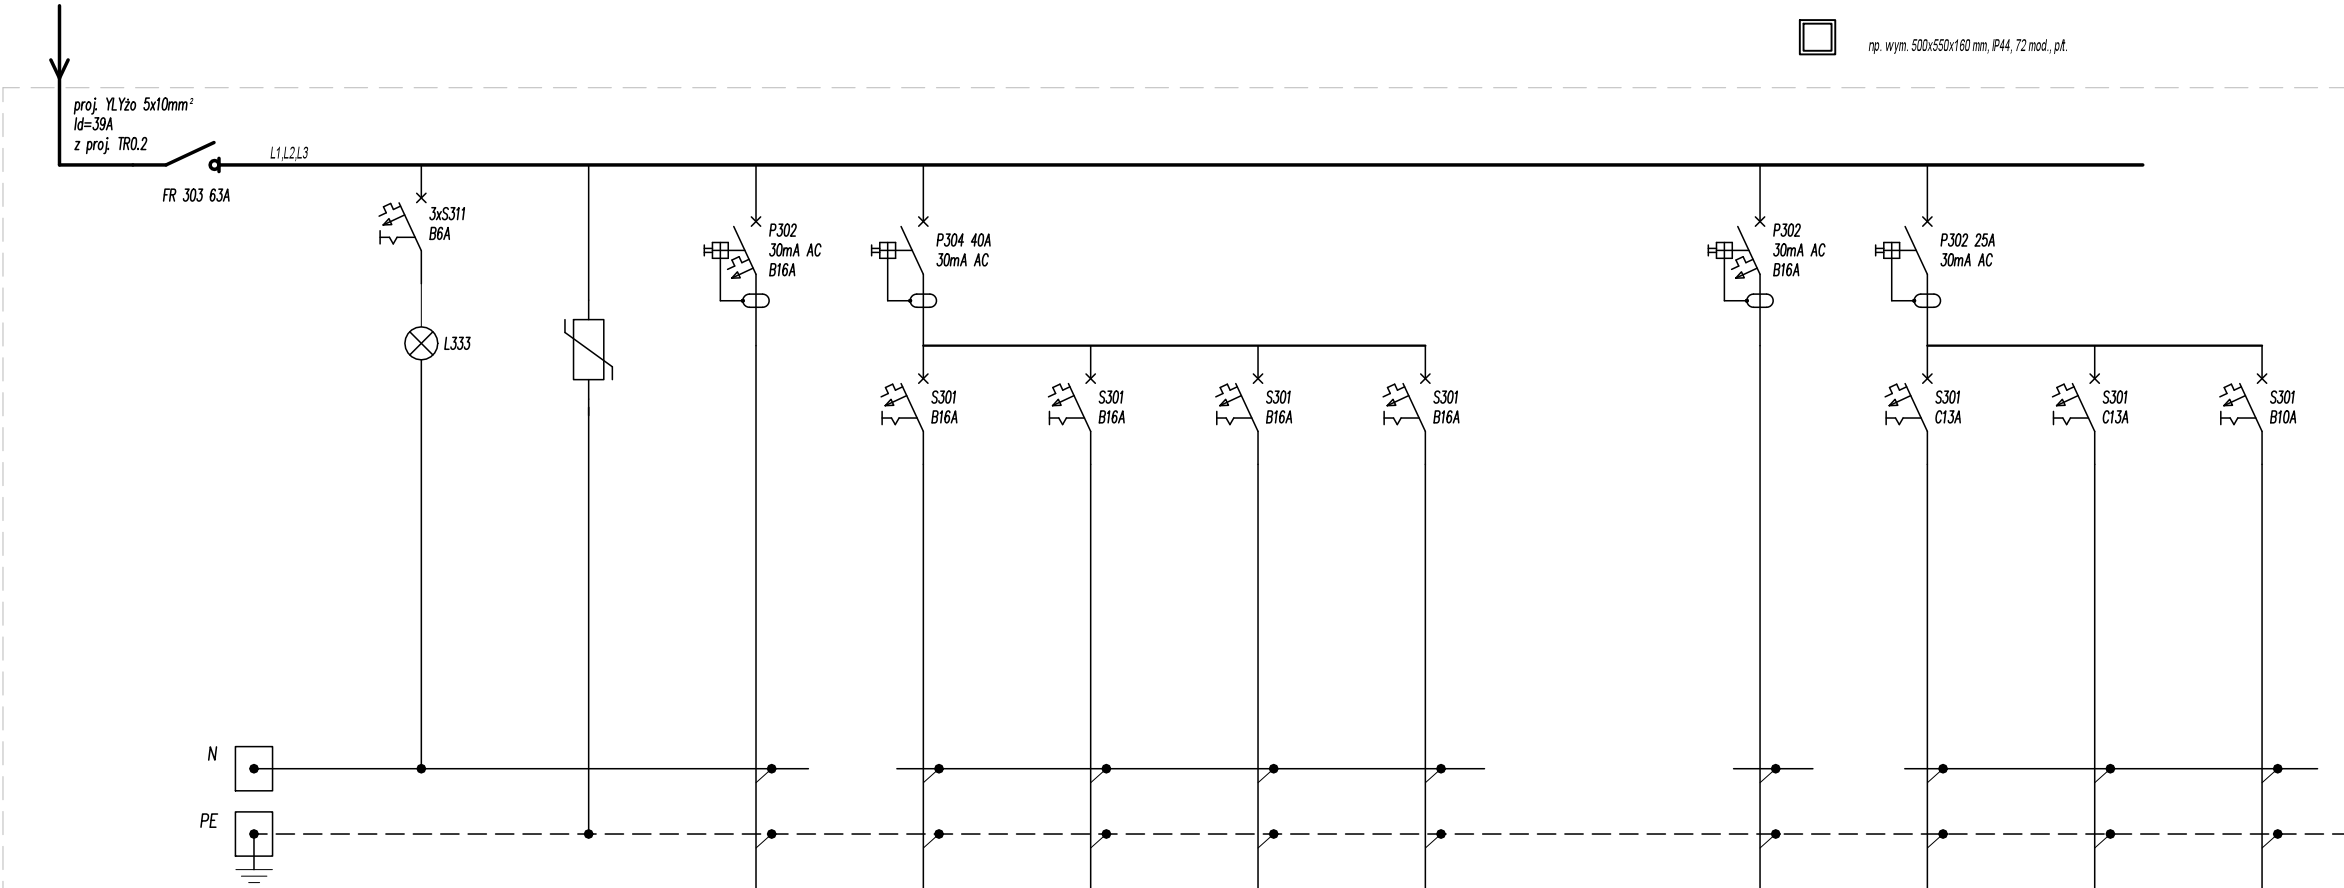 np. wym. 500x550x160 mm, IP44, 72 mod., p/t.
proj. YLYżo 5x10mm²
Id=39A
z proj. TR0.2
L1,L2,L3
FR 303 63A
3xS311
B6A
P302
30mA AC
B16A
P304 40A
30mA AC
P302
30mA AC
B16A
P302 25A
30mA AC
L333
S301
B16A
S301
B16A
S301
B16A
S301
B16A
S301
C13A
S301
C13A
S301
B10A
N
PE